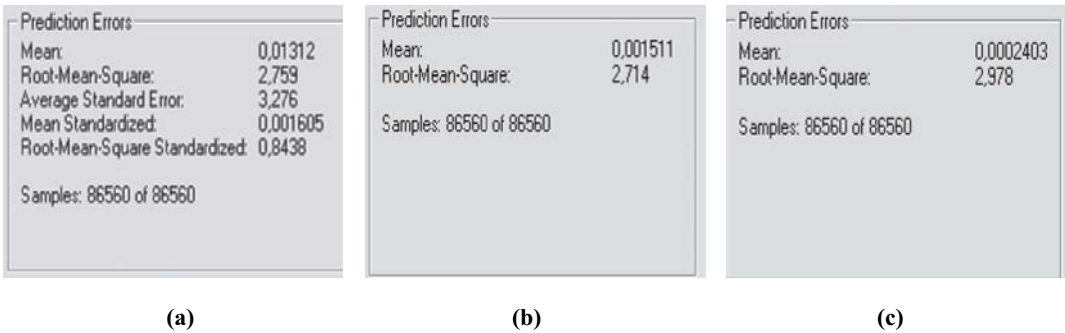 Prediction Errors
Mean: 0,01312
Root-Mean-Square: 2,759
Average Standard Error: 3,276
Mean Standardized: 0,001605
Root-Mean-Square Standardized: 0,8438
Samples: 86560 of 86560
(a)
Prediction Errors
Mean: 0,001511
Root-Mean-Square: 2,714
Samples: 86560 of 86560
(b)
Prediction Errors
Mean: 0,0002403
Root-Mean-Square: 2,978
Samples: 86560 of 86560
(c)